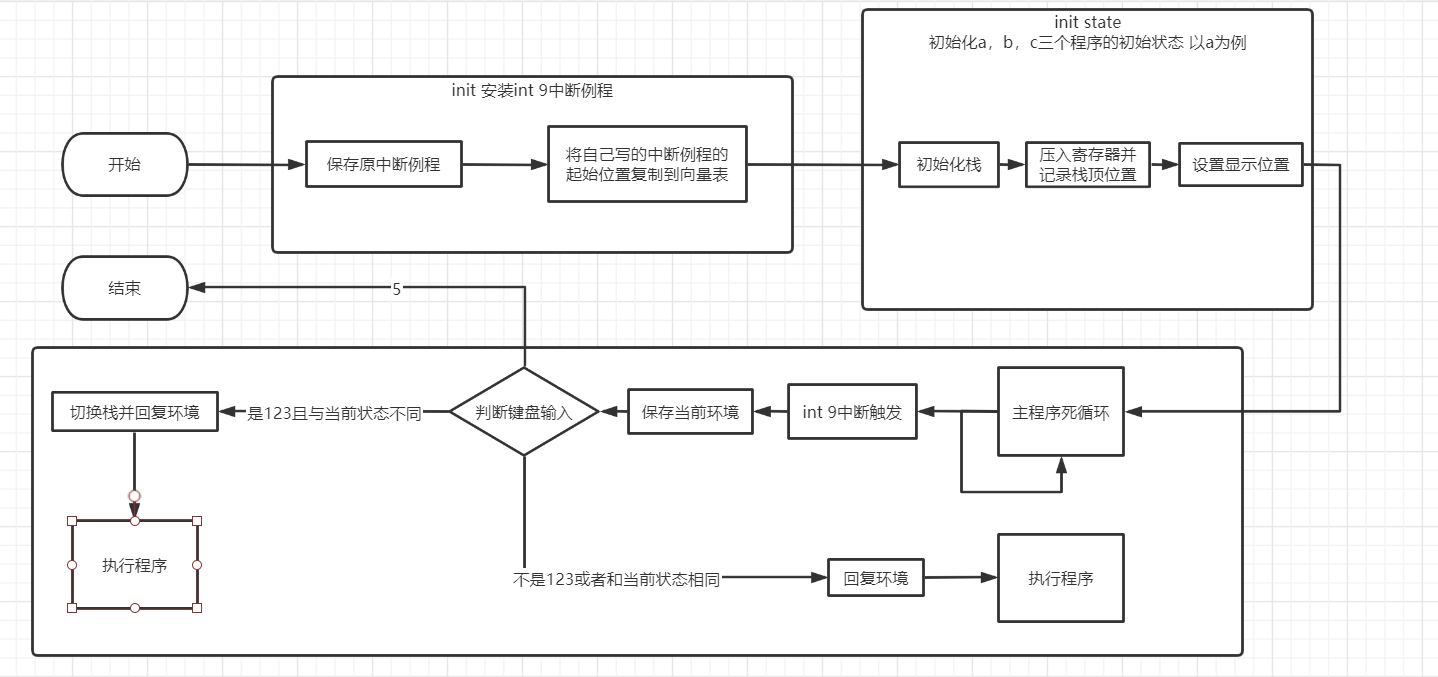 init state
初始化a，b，c三个程序的初始状态 以a为例
init 安装int 9中断例程
开始
保存原中断例程
将自己写的中断例程的
起始位置复制到向量表
初始化栈
压入寄存器并
记录栈顶位置
设置显示位置
结束
5
切换栈并回复环境
是123且与当前状态不同
判断键盘输入
保存当前环境
int 9中断触发
主程序死循环
执行程序
不是123或者和当前状态相同
回复环境
执行程序